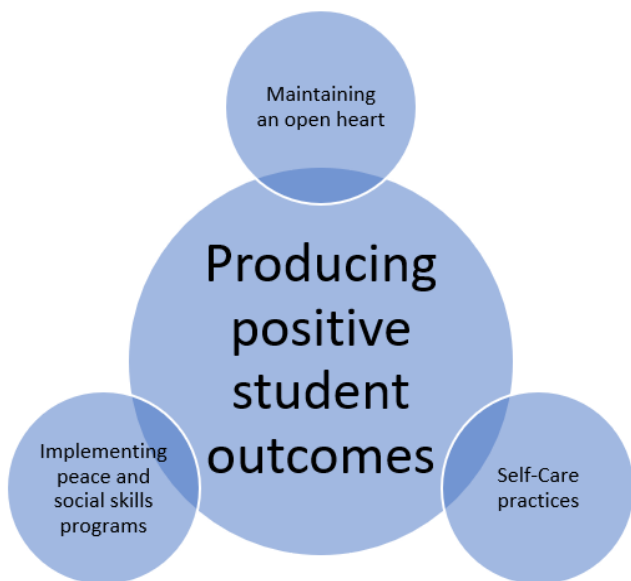 Maintaining
an open heart
Producing
positive
student
outcomes
Implementing
peace and
social skills
programs
Self-Care
practices